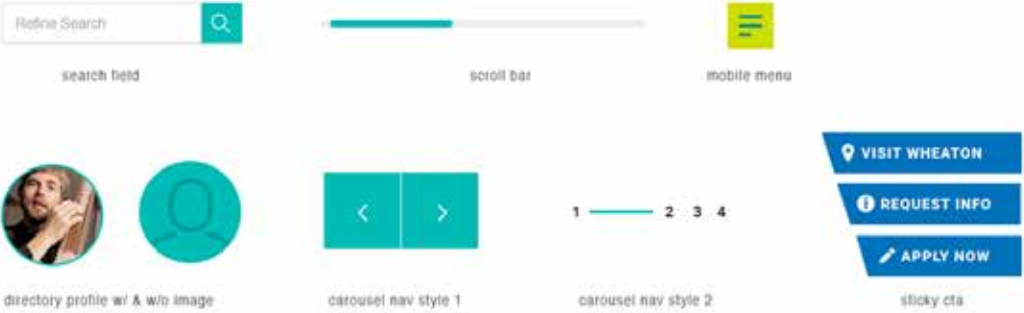 Refine Search
search field
scroll bar
mobile menu
VISIT WHEATON
REQUEST INFO
APPLY NOW
1 2 3 4
directory profile w/ & w/o image
carousel nav style 1
carousel nav style 2
sticky cta